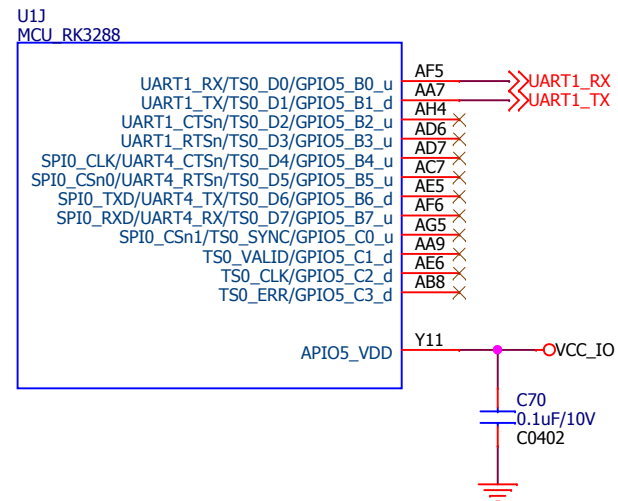 U1J
MCU_RK3288
UART1_RX/TS0_D0/GPIO5_B0_u AF5 UART1_RX
UART1_TX/TS0_D1/GPIO5_B1_d AA7 UART1_TX
UART1_CTSn/TS0_D2/GPIO5_B2_u AH4
UART1_RTSn/TS0_D3/GPIO5_B3_u AD6
SPI0_CLK/UART4_CTSn/TS0_D4/GPIO5_B4_u AD7
SPI0_CSn0/UART4_RTSn/TS0_D5/GPIO5_B5_u AC7
SPI0_TXD/UART4_TX/TS0_D6/GPIO5_B6_d AE5
SPI0_RXD/UART4_RX/TS0_D7/GPIO5_B7_u AF6
SPI0_CSn1/TS0_SYNC/GPIO5_C0_u AG5
TS0_VALID/GPIO5_C1_d AA9
TS0_CLK/GPIO5_C2_d AE6
TS0_ERR/GPIO5_C3_d AB8
APIO5_VDD Y11 VCC_IO
C70
0.1uF/10V
C0402